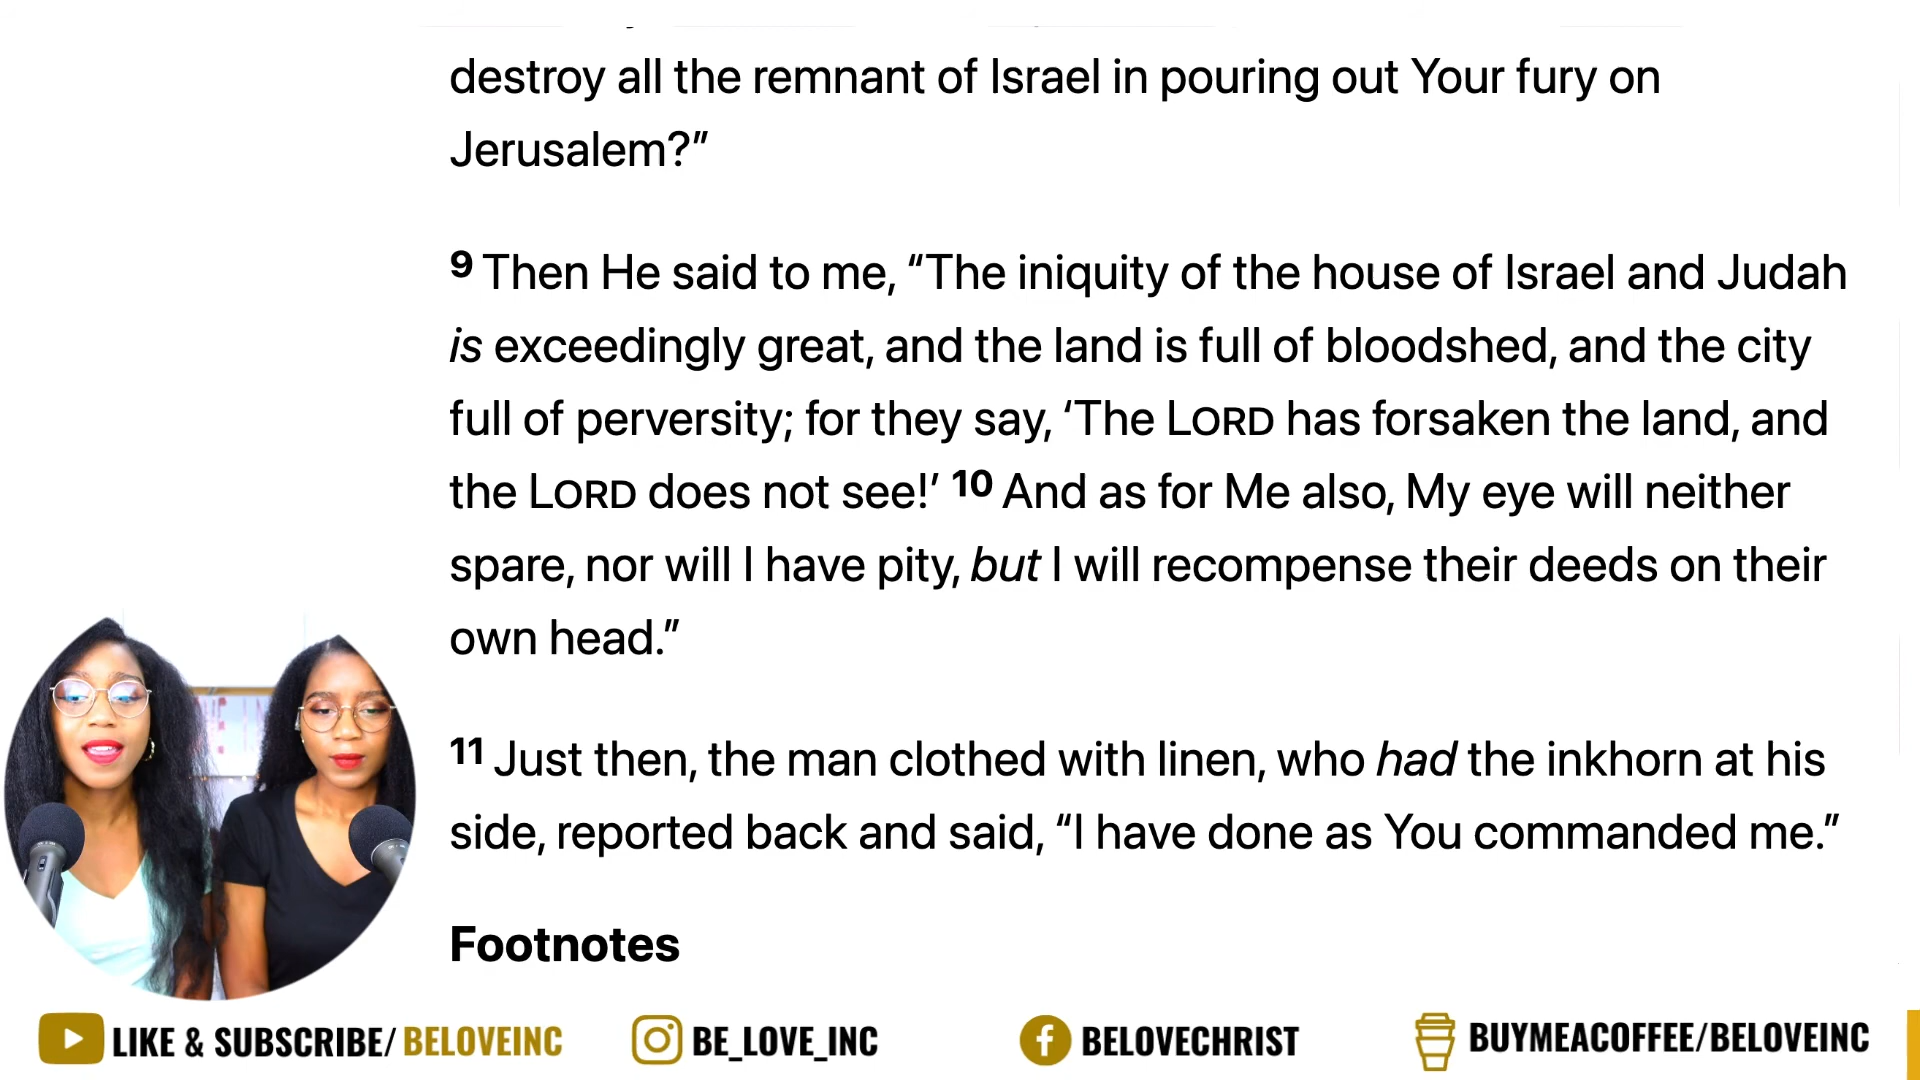 destroy all the remnant of Israel in pouring out Your fury on
Jerusalem?”
9 Then He said to me, “The iniquity of the house of Israel and Judah
is exceedingly great, and the land is full of bloodshed, and the city
full of perversity; for they say, ‘The LORD has forsaken the land, and
the LORD does not see!’ 10 And as for Me also, My eye will neither
spare, nor will I have pity, but I will recompense their deeds on their
own head.”
11 Just then, the man clothed with linen, who had the inkhorn at his
side, reported back and said, “I have done as You commanded me.”
Footnotes
LIKE & SUBSCRIBE/ BELOVEINC
BE_LOVE_INC
BELOVECHRIST
BUYMEACOFFEE/BELOVEINC